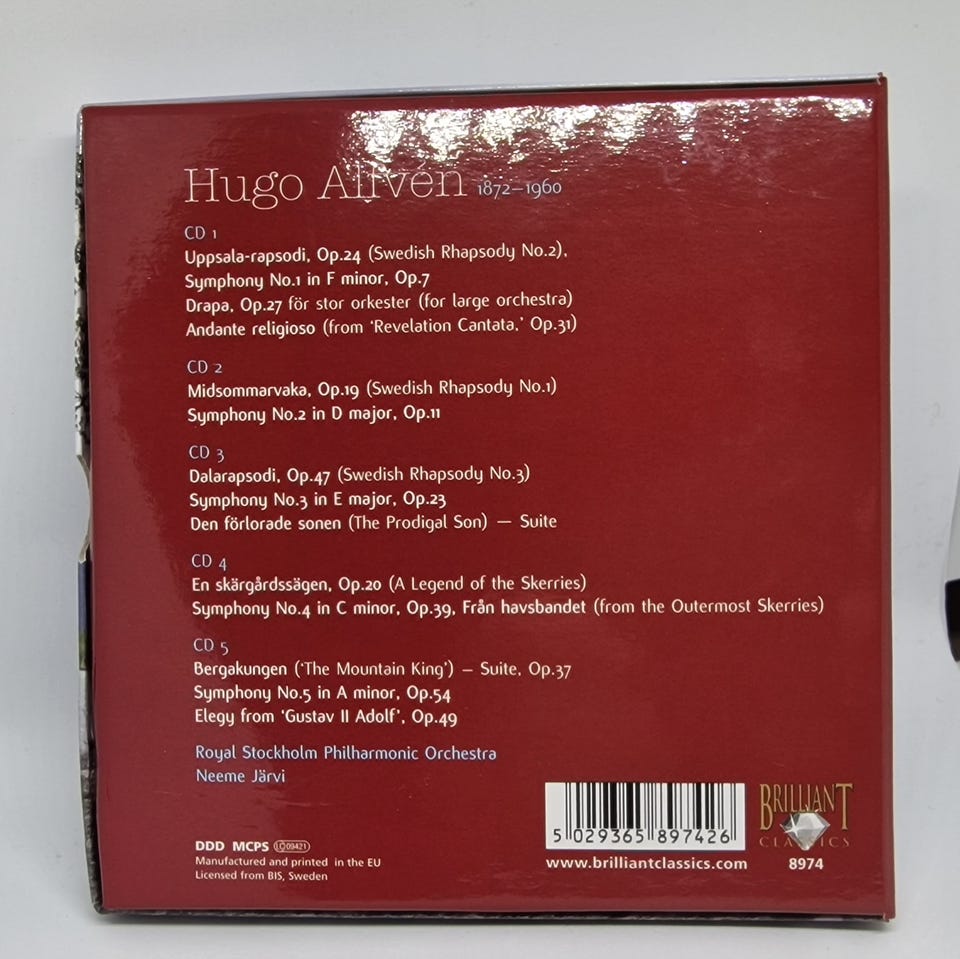 Hugo Alfvén 1872–1960
CD 1
Uppsala-rapsodi, Op.24 (Swedish Rhapsody No.2),
Symphony No.1 in F minor, Op.7
Drapa, Op.27 för stor orkester (for large orchestra)
Andante religioso (from ‘Revelation Cantata,’ Op.31)
CD 2
Midsommarvaka, Op.19 (Swedish Rhapsody No.1)
Symphony No.2 in D major, Op.11
CD 3
Dalarapsodi, Op.47 (Swedish Rhapsody No.3)
Symphony No.3 in E major, Op.23
Den förlorade sonen (The Prodigal Son) — Suite
CD 4
En skärgårdssägen, Op.20 (A Legend of the Skerries)
Symphony No.4 in C minor, Op.39, Från havsbandet (from the Outermost Skerries)
CD 5
Bergakungen (‘The Mountain King’) – Suite, Op.37
Symphony No.5 in A minor, Op.54
Elegy from ‘Gustav II Adolf’, Op.49
Royal Stockholm Philharmonic Orchestra
Neeme Järvi
DDD MCPS LC 09421
Manufactured and printed in the EU
Licensed from BIS, Sweden
5 029365 897426
www.brilliantclassics.com
BRILLIANT
CLASSICS
8974